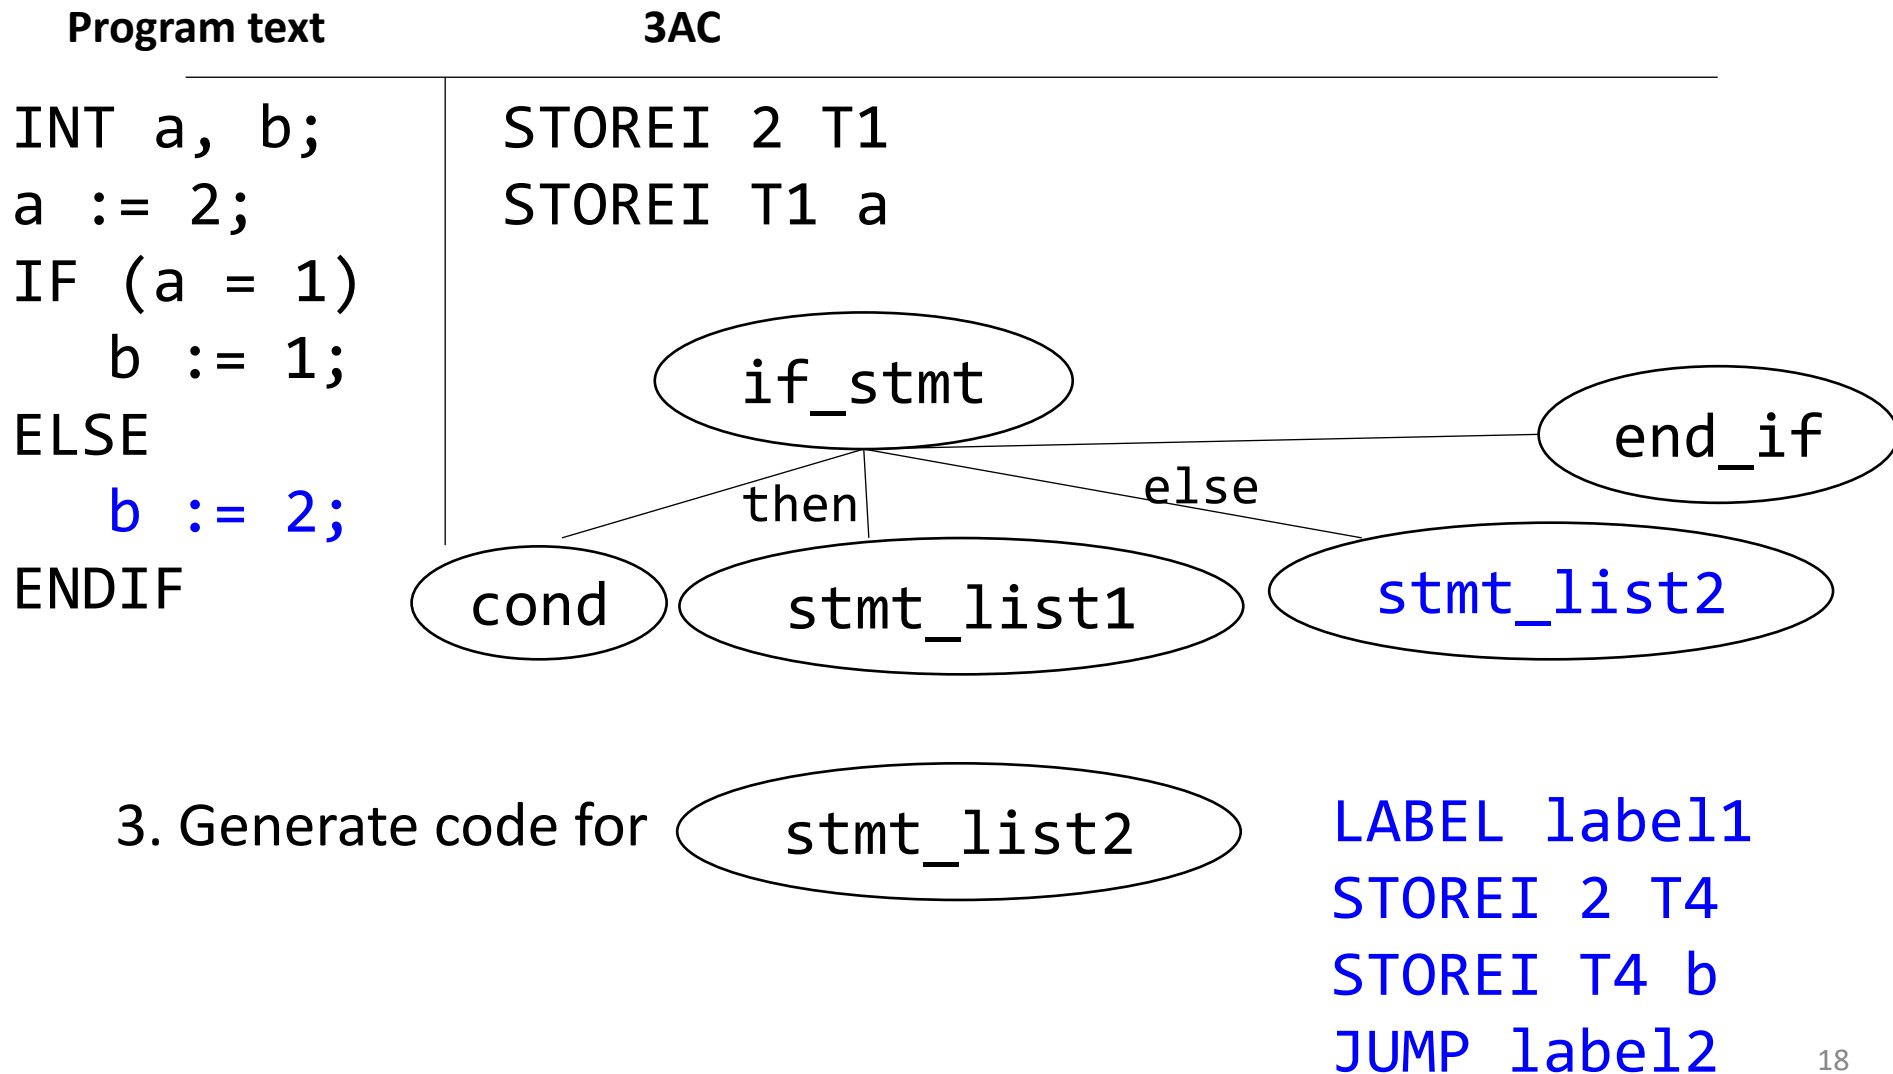 Program text
3AC
INT a, b;
a := 2;
IF (a = 1)
b := 1;
ELSE
b := 2;
ENDIF
STOREI 2 T1
STOREI T1 a
if_stmt
end_if
then
else
cond
stmt_list1
stmt_list2
3. Generate code for
stmt_list2
LABEL label1
STOREI 2 T4
STOREI T4 b
JUMP label2
18